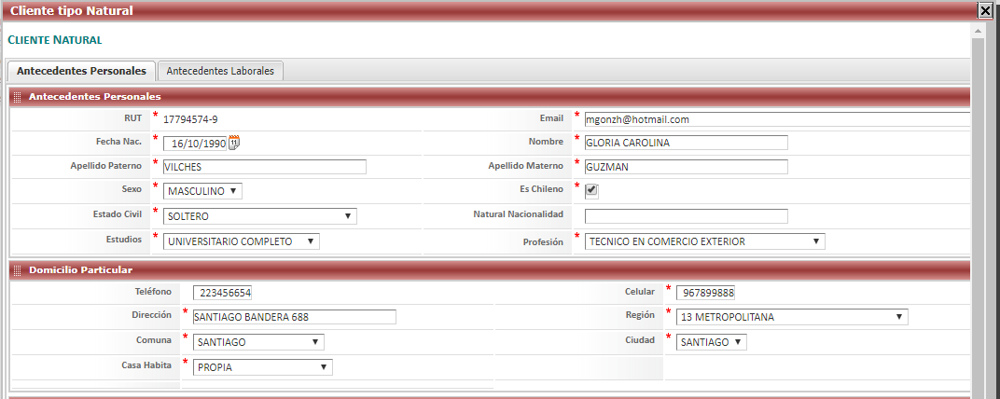 Cliente tipo Natural
CLIENTE NATURAL
Antecedentes Personales Antecedentes Laborales
Antecedentes Personales
RUT * 17794574-9 Email * mgonzh@hotmail.com
Fecha Nac. * 16/10/1990 11 Nombre * GLORIA CAROLINA
Apellido Paterno * VILCHES Apellido Materno * GUZMAN
Sexo * MASCULINO Es Chileno *
Estado Civil * SOLTERO Natural Nacionalidad
Estudios * UNIVERSITARIO COMPLETO Profesión * TECNICO EN COMERCIO EXTERIOR
Domicilio Particular
Teléfono 223456654 Celular * 967899888
Dirección * SANTIAGO BANDERA 688 Región * 13 METROPOLITANA
Comuna * SANTIAGO Ciudad * SANTIAGO
Casa Habita * PROPIA